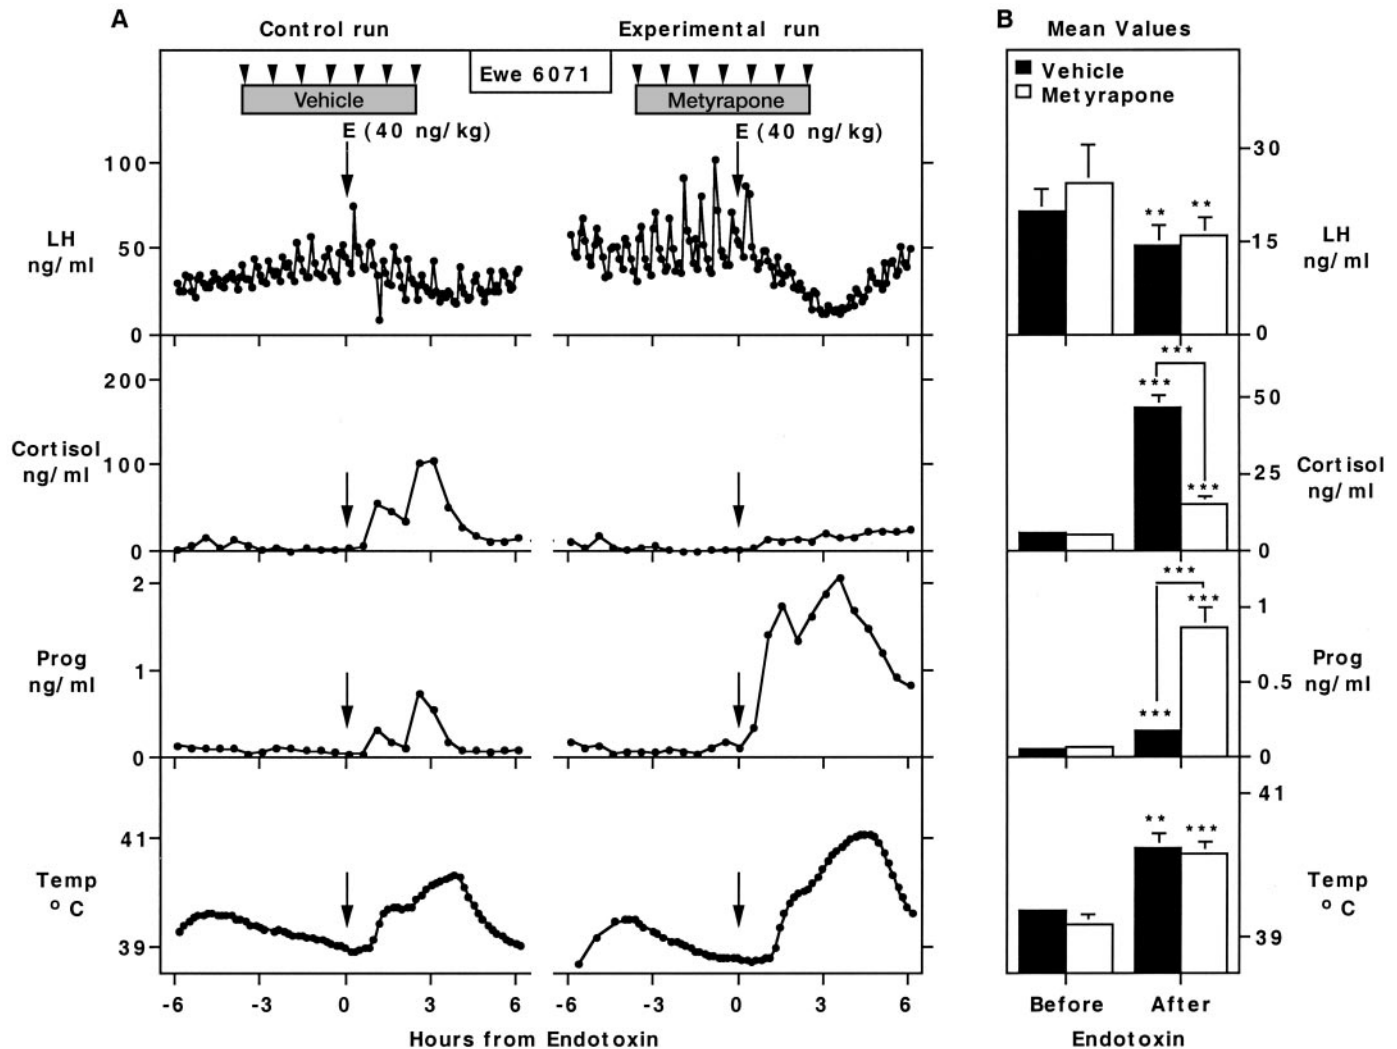 A
B
Control run
Experimental run
Mean Values
Ewe 6071
Vehicle
Metyrapone
Vehicle
Metyrapone
E (40 ng/kg)
E (40 ng/kg)
LH
ng/ml
100
50
0
30
15
0
LH
ng/ml
** **
-6 -3 0 3 6
Cortisol
ng/ml
200
100
0
***
***
***
50
25
0
Cortisol
ng/ml
Prog
ng/ml
2
1
0
***
***
***
1
0.5
0
Prog
ng/ml
Temp
° C
41
39
** ***
41
39
Temp
° C
-6 -3 0 3 6
Before After
Hours from Endotoxin
Endotoxin